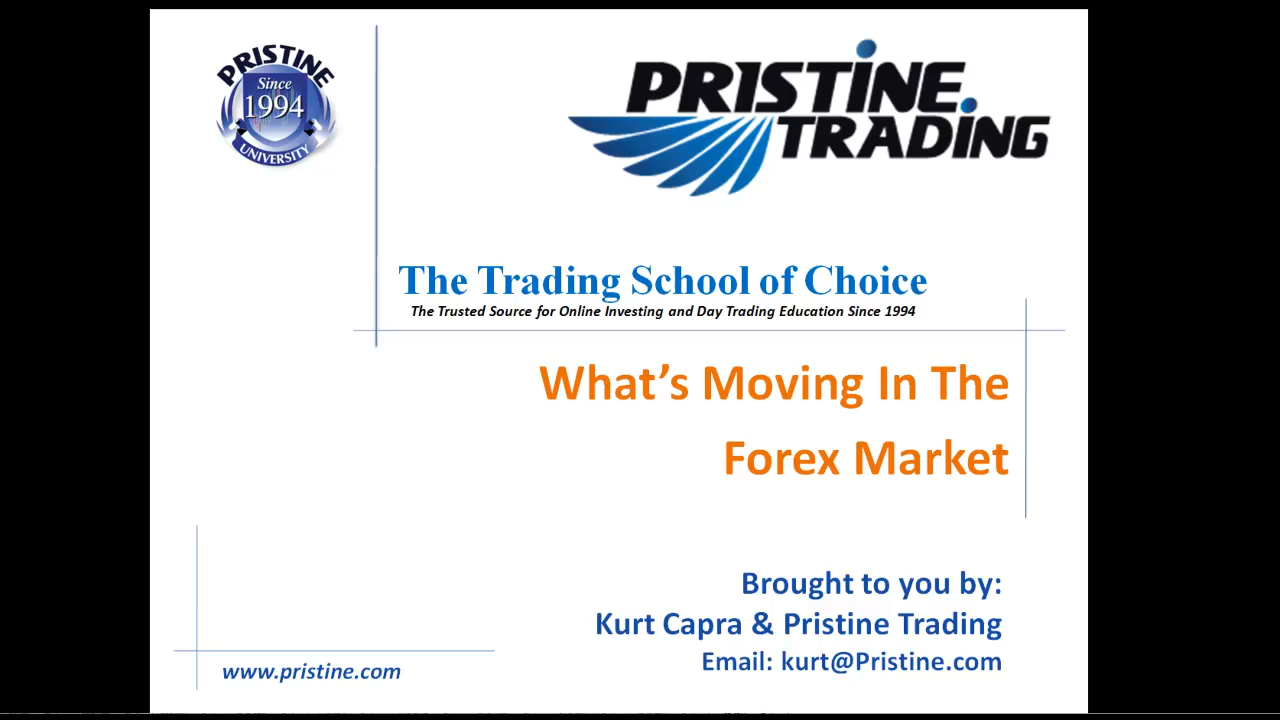 PRISTINE
Since
1994
UNIVERSITY
PRISTINE
TRADING
The Trading School of Choice
The Trusted Source for Online Investing and Day Trading Education Since 1994
What’s Moving In The
Forex Market
Brought to you by:
Kurt Capra & Pristine Trading
Email: kurt@Pristine.com
www.pristine.com